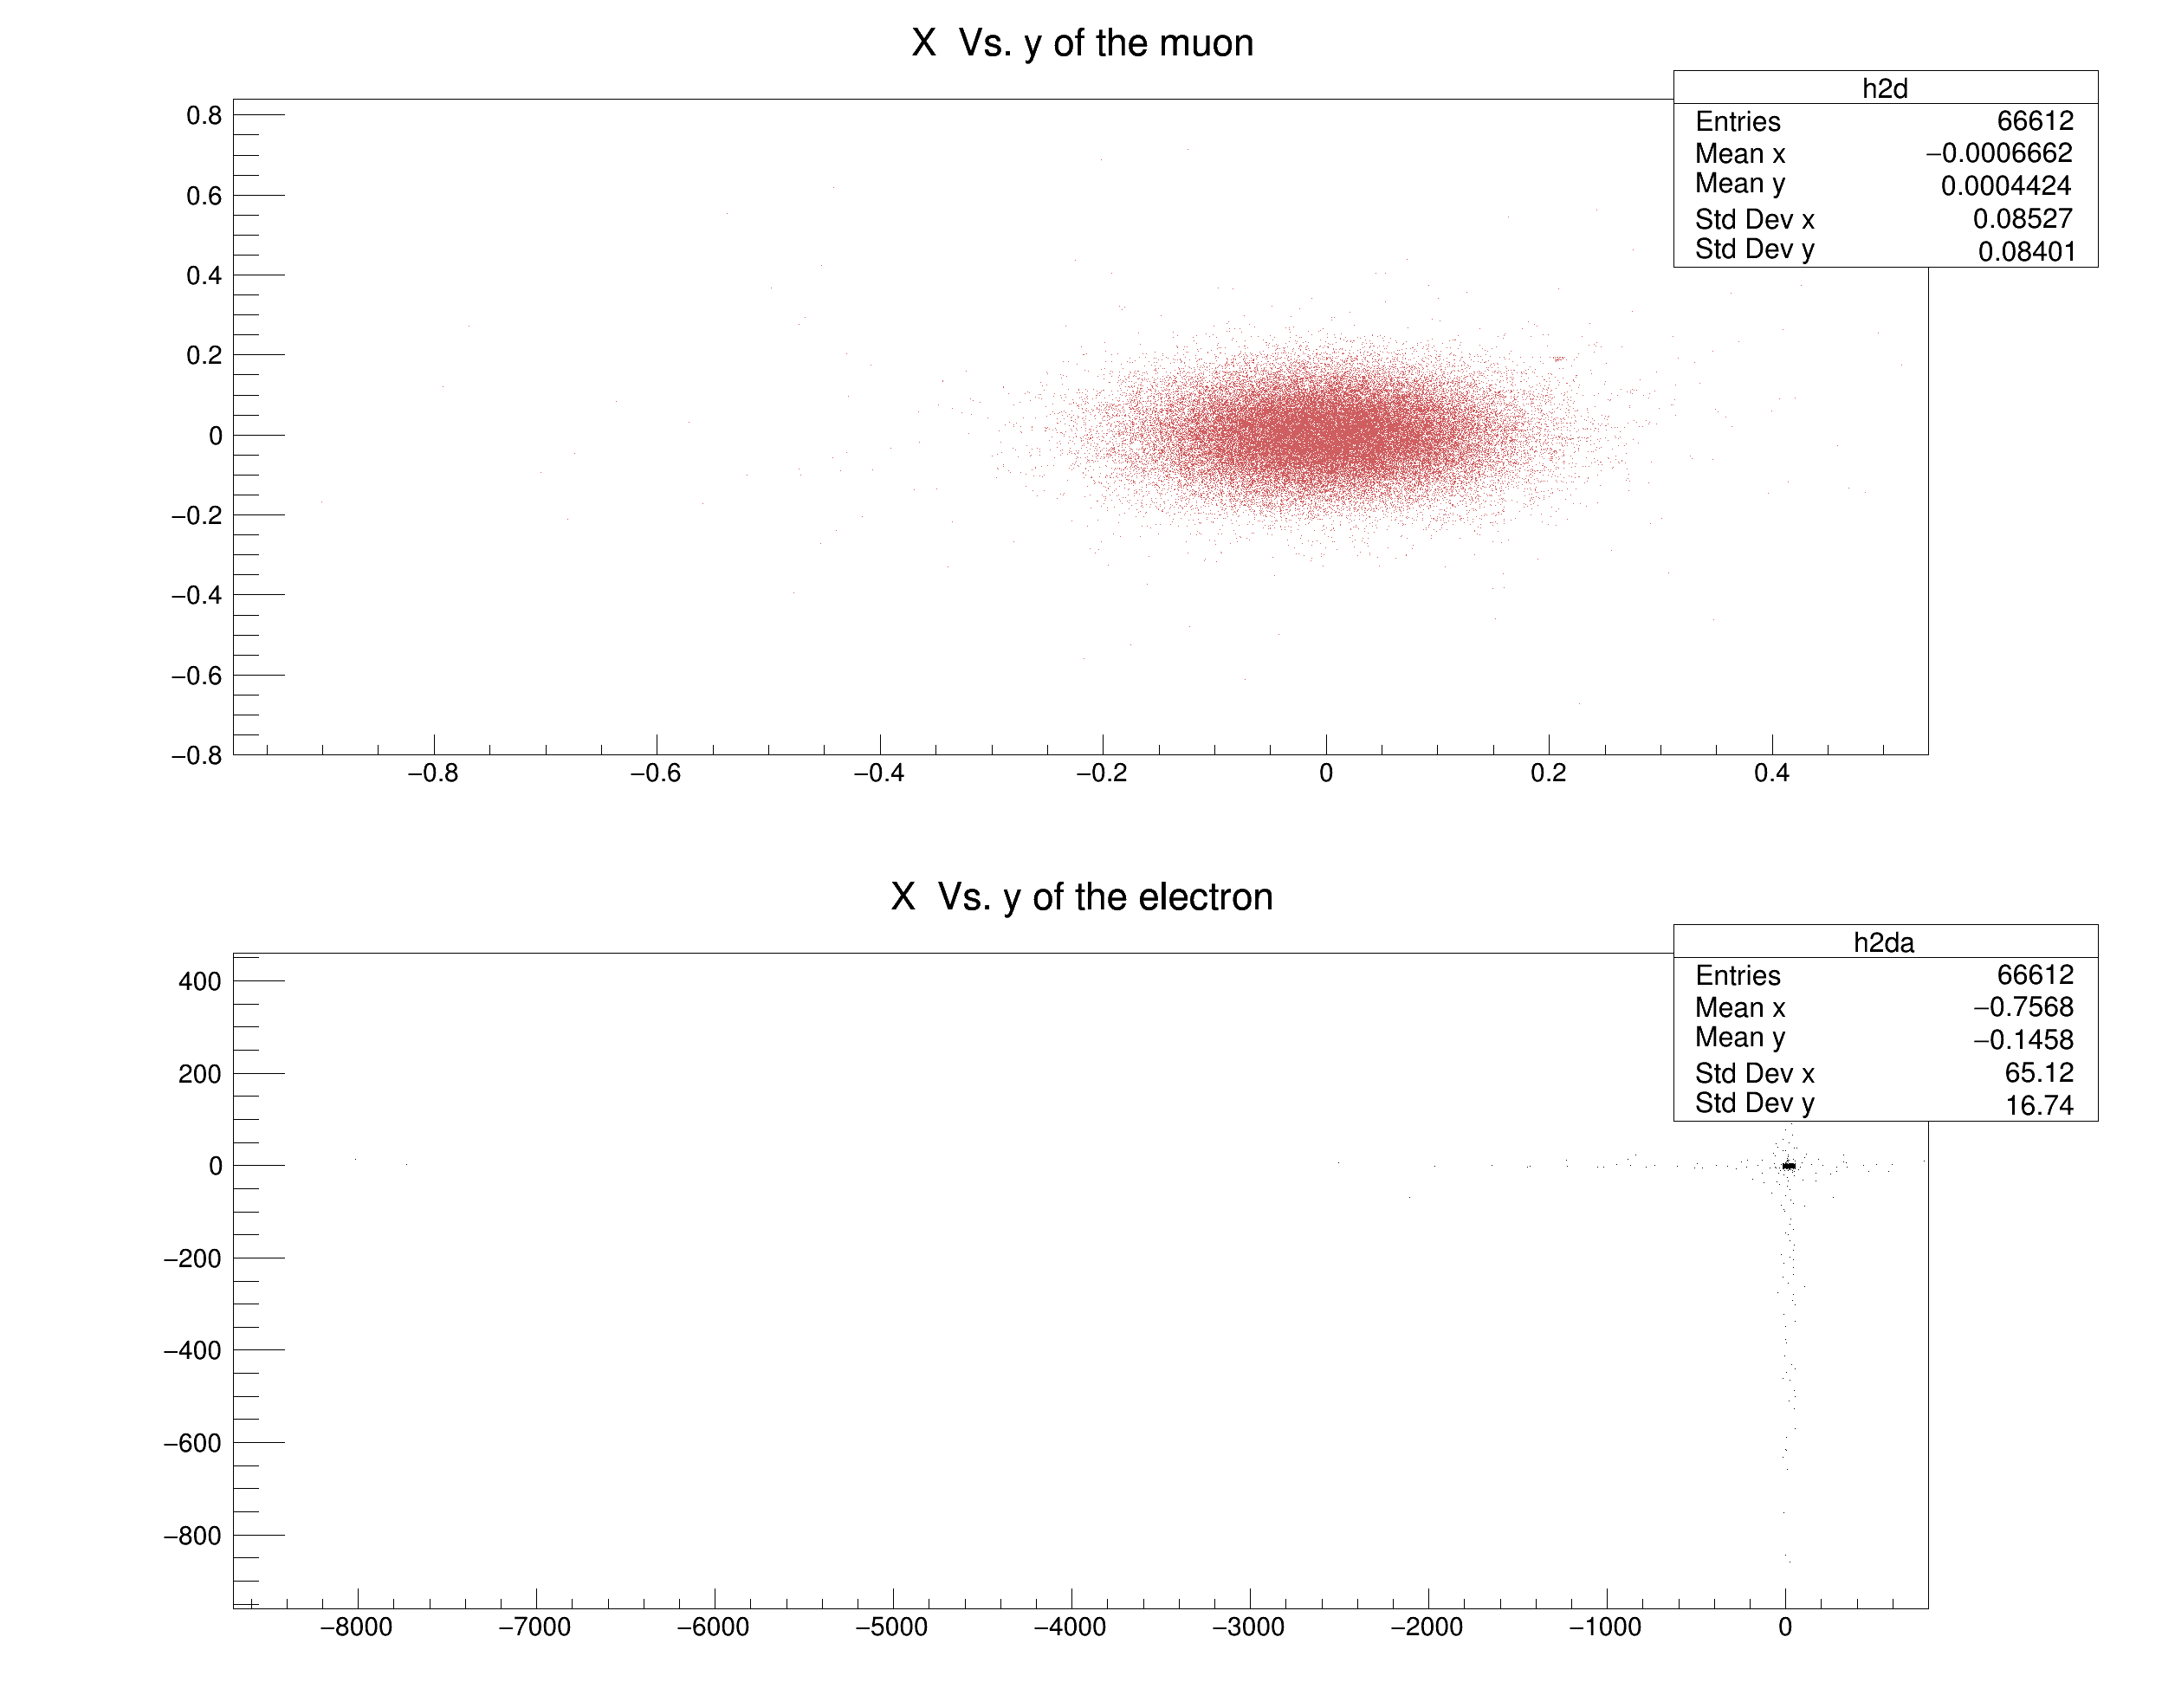 X Vs. y of the muon
h2d
Entries 66612
Mean x −0.0006662
Mean y 0.0004424
Std Dev x 0.08527
Std Dev y 0.08401
0.8
0.6
0.4
0.2
0
−0.2
−0.4
−0.6
−0.8
−0.8 −0.6 −0.4 −0.2 0 0.2 0.4
X Vs. y of the electron
h2da
Entries 66612
Mean x −0.7568
Mean y −0.1458
Std Dev x 65.12
Std Dev y 16.74
400
200
0
−200
−400
−600
−800
−8000 −7000 −6000 −5000 −4000 −3000 −2000 −1000 0